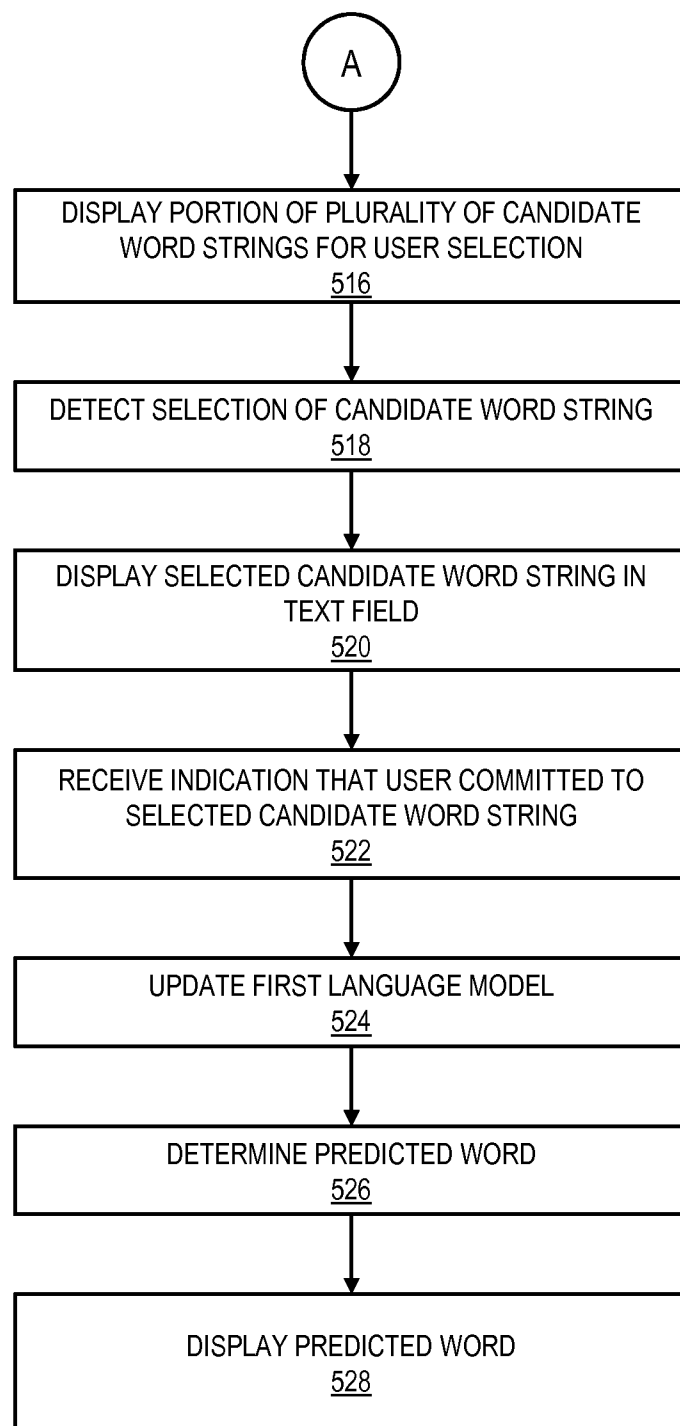 A
DISPLAY PORTION OF PLURALITY OF CANDIDATE
WORD STRINGS FOR USER SELECTION
516
DETECT SELECTION OF CANDIDATE WORD STRING
518
DISPLAY SELECTED CANDIDATE WORD STRING IN
TEXT FIELD
520
RECEIVE INDICATION THAT USER COMMITTED TO
SELECTED CANDIDATE WORD STRING
522
UPDATE FIRST LANGUAGE MODEL
524
DETERMINE PREDICTED WORD
526
DISPLAY PREDICTED WORD
528